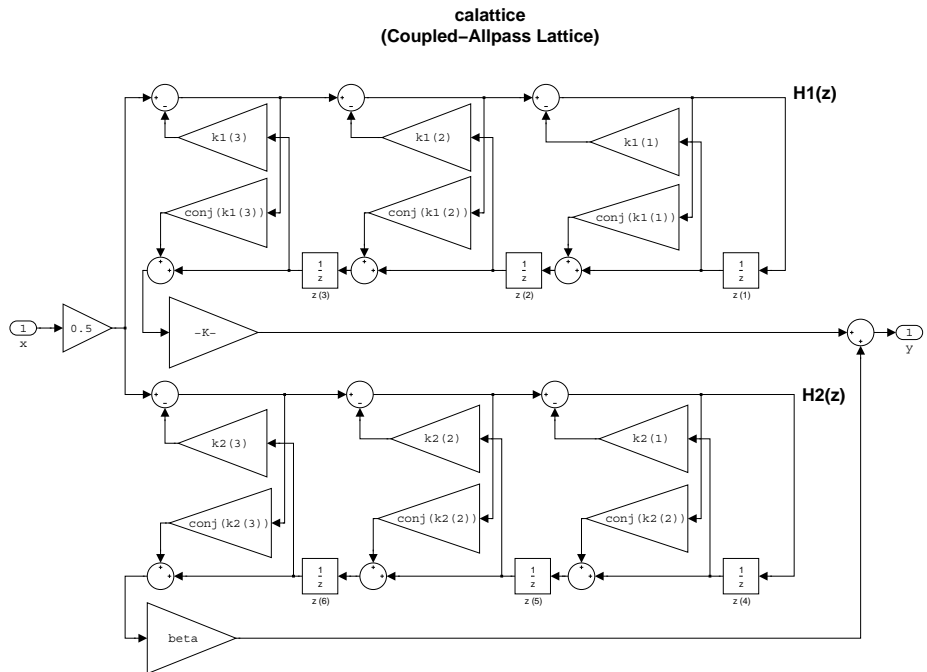 calattice
(Coupled−Allpass Lattice)
H1(z)
+
−
+
−
+
−
k1(3)
k1(2)
k1(1)
conj(k1(3))
conj(k1(2))
conj(k1(1))
+
+
1
z
z (3)
+
+
1
z
z (2)
+
+
1
z
z (1)
1
x
0.5
-K-
+
+
1
y
H2(z)
+
−
+
−
+
−
k2(3)
k2(2)
k2(1)
conj(k2(3))
conj(k2(2))
conj(k2(2))
+
+
1
z
z (6)
+
+
1
z
z (5)
+
+
1
z
z (4)
beta